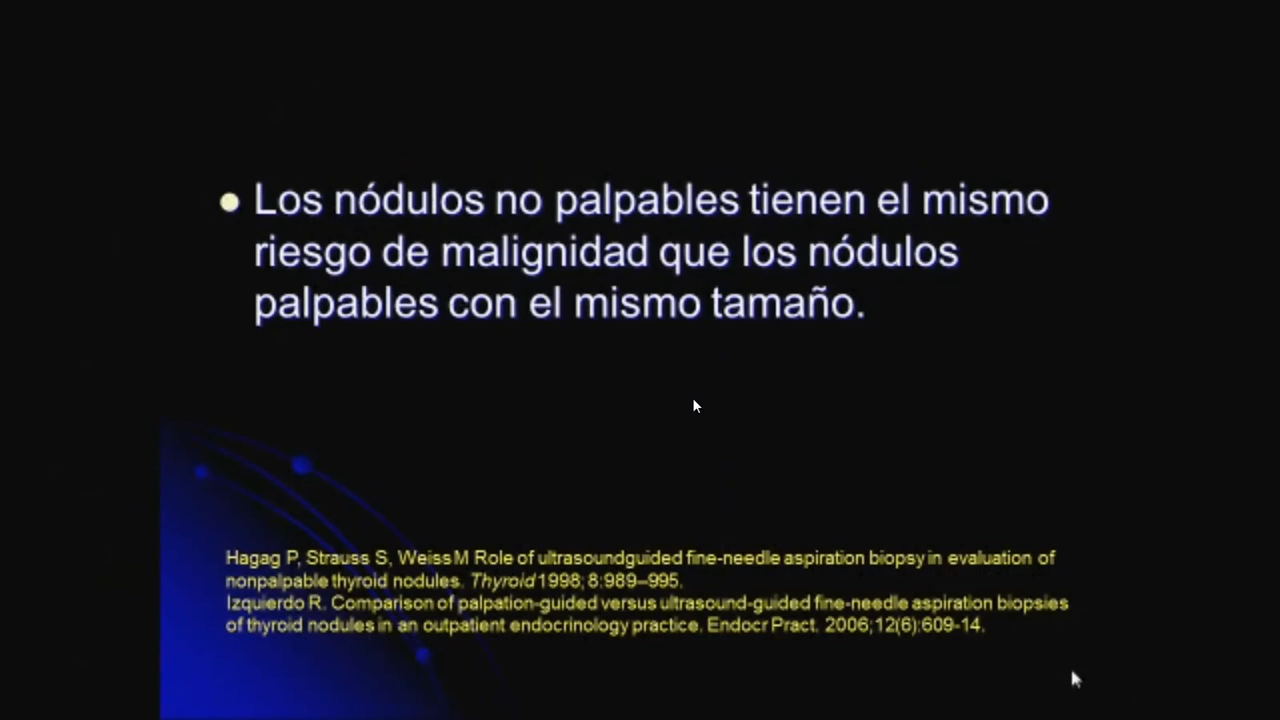 Los nódulos no palpables tienen el mismo
riesgo de malignidad que los nódulos
palpables con el mismo tamaño.
Hagag P, Strauss S, Weiss M Role of ultrasoundguided fine-needle aspiration biopsy in evaluation of
nonpalpable thyroid nodules. Thyroid 1998; 8:989–995.
Izquierdo R. Comparison of palpation-guided versus ultrasound-guided fine-needle aspiration biopsies
of thyroid nodules in an outpatient endocrinology practice. Endocr Pract. 2006;12(6):609-14.